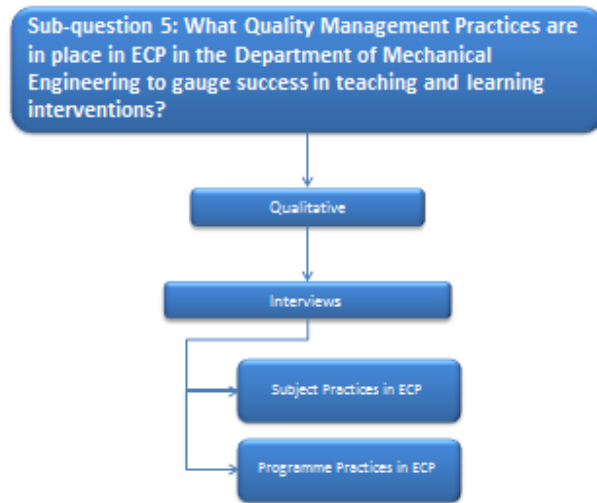 Sub-question 5: What Quality Management Practices are
in place in ECP in the Department of Mechanical
Engineering to gauge success in teaching and learning
interventions?
Qualitative
Interviews
Subject Practices in ECP
Programme Practices in ECP